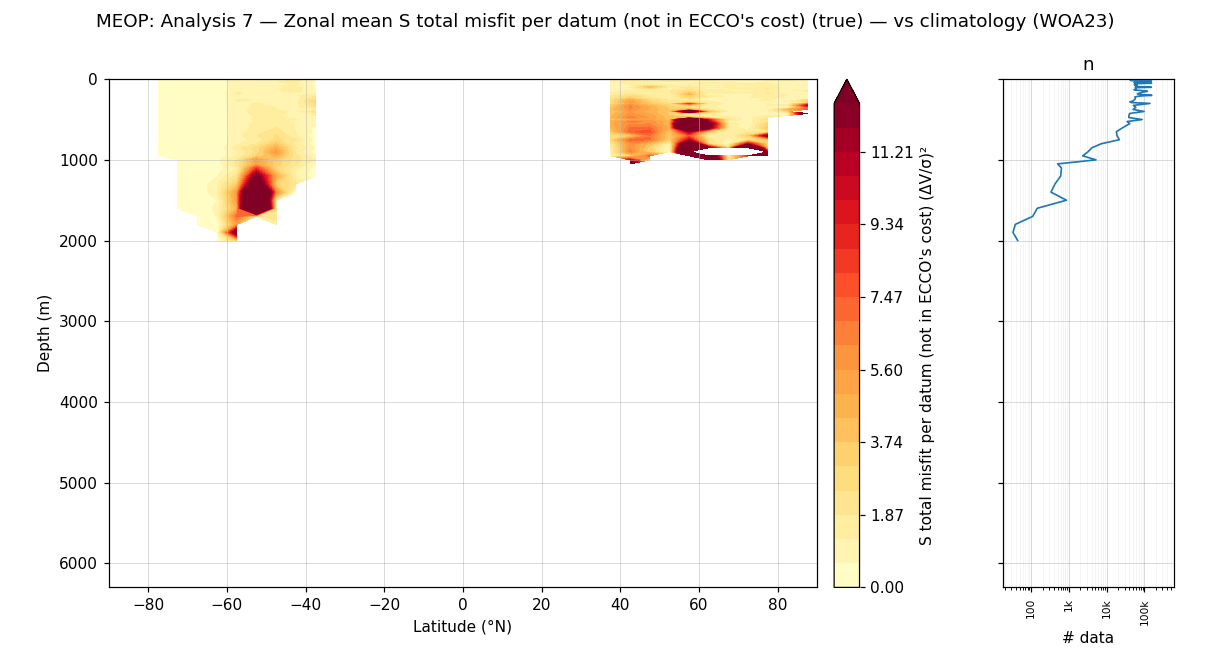 MEOP: Analysis 7 — Zonal mean S total misfit per datum (not in ECCO's cost) (true) — vs climatology (WOA23)
n
0
1000
2000
3000
4000
5000
6000
Depth (m)
−80
−60
−40
−20
0
20
40
60
80
Latitude (°N)
11.21
9.34
7.47
5.60
3.74
1.87
0.00
S total misfit per datum (not in ECCO's cost) (ΔV/σ)²
100
1k
10k
100k
# data